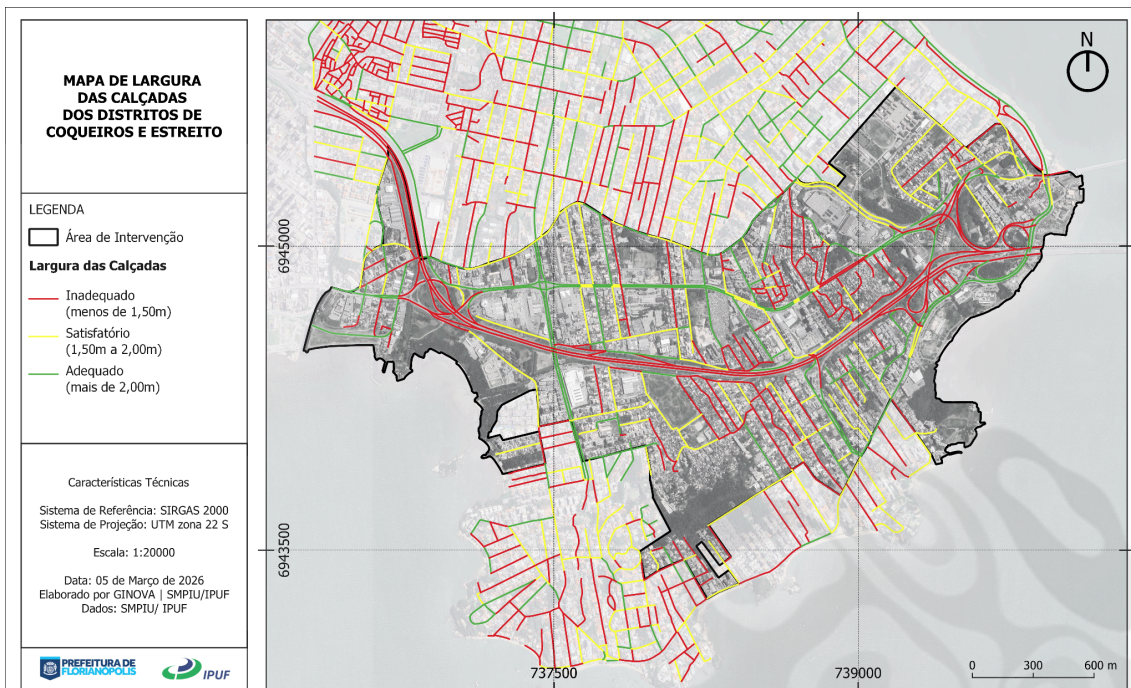 MAPA DE LARGURA
DAS CALÇADAS
DOS DISTRITOS DE
COQUEIROS E ESTREITO
LEGENDA
Área de Intervenção
Largura das Calçadas
Inadequado
(menos de 1,50m)
Satisfatório
(1,50m a 2,00m)
Adequado
(mais de 2,00m)
Características Técnicas
Sistema de Referência: SIRGAS 2000
Sistema de Projeção: UTM zona 22 S
Escala: 1:20000
Data: 05 de Março de 2026
Elaborado por GINOVA | SMPIU/IPUF
Dados: SMPIU/ IPUF
PREFEITURA DE
FLORIANÓPOLIS
IPUF
N
6945000
6943500
737500
739000
0 300 600 m